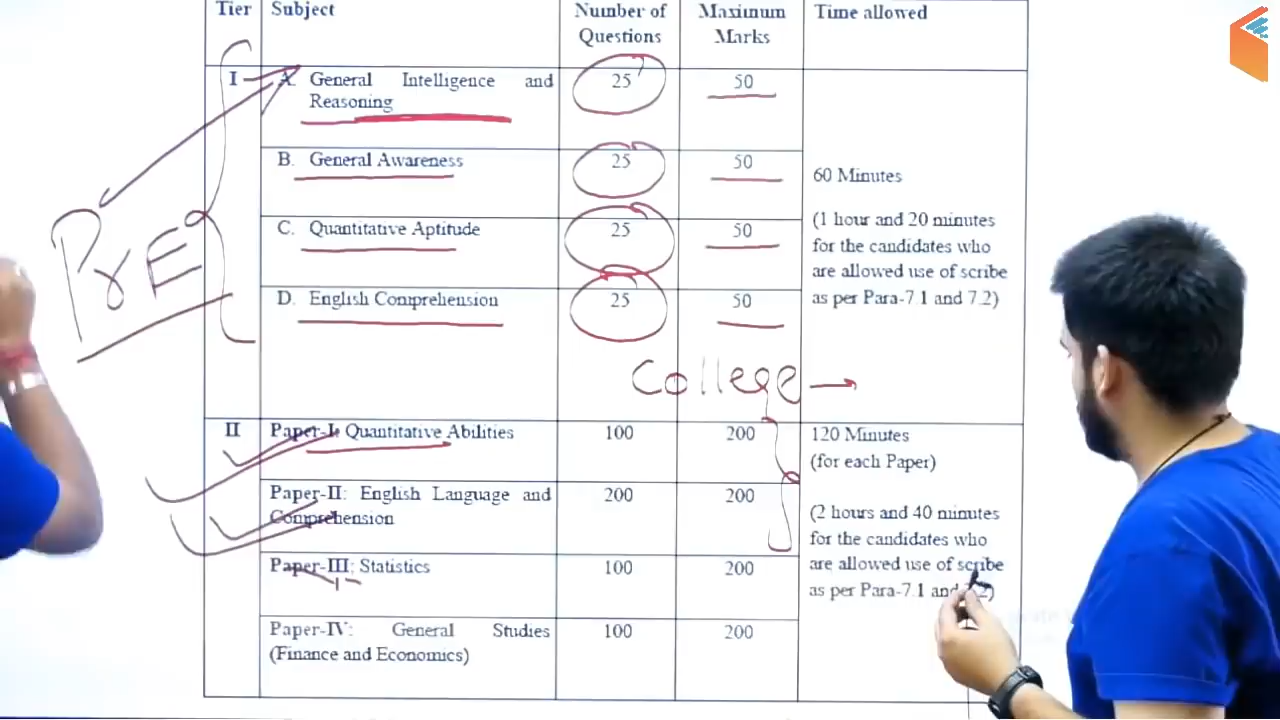 Tier Subject Number of Questions Maximum Marks Time allowed
I A. General Intelligence and Reasoning 25 50
B. General Awareness 25 50
C. Quantitative Aptitude 25 50
D. English Comprehension 25 50
60 Minutes
(1 hour and 20 minutes
for the candidates who
are allowed use of scribe
as per Para-7.1 and 7.2)
PrE
College
II Paper-I: Quantitative Abilities 100 200
Paper-II: English Language and Comprehension 200 200
Paper-III: Statistics 100 200
Paper-IV: General Studies (Finance and Economics) 100 200
120 Minutes
(for each Paper)
(2 hours and 40 minutes
for the candidates who
are allowed use of scribe
as per Para-7.1 and